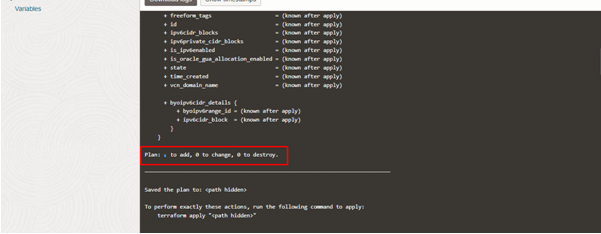 Variables
Download logs
Show timestamps
+ freeform_tags = (known after apply)
+ id = (known after apply)
+ ipv6cidr_blocks = (known after apply)
+ ipv6private_cidr_blocks = (known after apply)
+ is_ipv6enabled = (known after apply)
+ is_oracle_gua_allocation_enabled = (known after apply)
+ state = (known after apply)
+ time_created = (known after apply)
+ vcn_domain_name = (known after apply)
+ byoipv6cidr_details {
+ byoipv6range_id = (known after apply)
+ ipv6cidr_block = (known after apply)
}
}
Plan: to add, 0 to change, 0 to destroy.
Saved the plan to: <path hidden>
To perform exactly these actions, run the following command to apply:
terraform apply "<path hidden>"